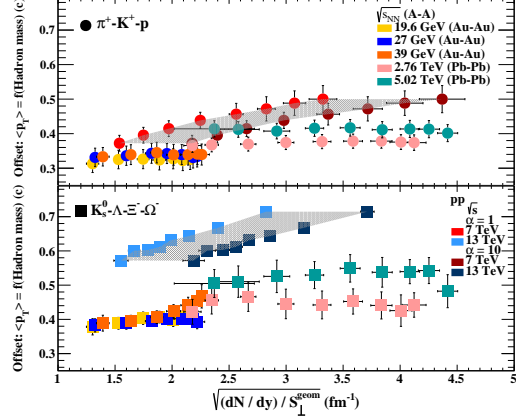 Offset: <p_T> = f(Hadron mass) (c)
0.7
0.6
0.5
0.4
0.3
π⁺-K⁺-p
√s_NN (A-A)
19.6 GeV (Au-Au)
27 GeV (Au-Au)
39 GeV (Au-Au)
2.76 TeV (Pb-Pb)
5.02 TeV (Pb-Pb)
Offset: <p_T> = f(Hadron mass) (c)
0.7
0.6
0.5
0.4
0.3
K⁰ₛ-Λ-Ξ⁻-Ω⁻
pp
√s
α = 1
7 TeV
13 TeV
α = 10
7 TeV
13 TeV
1 1.5 2 2.5 3 3.5 4 4.5 5
√(dN / dy) / S_⊥^geom (fm⁻¹)